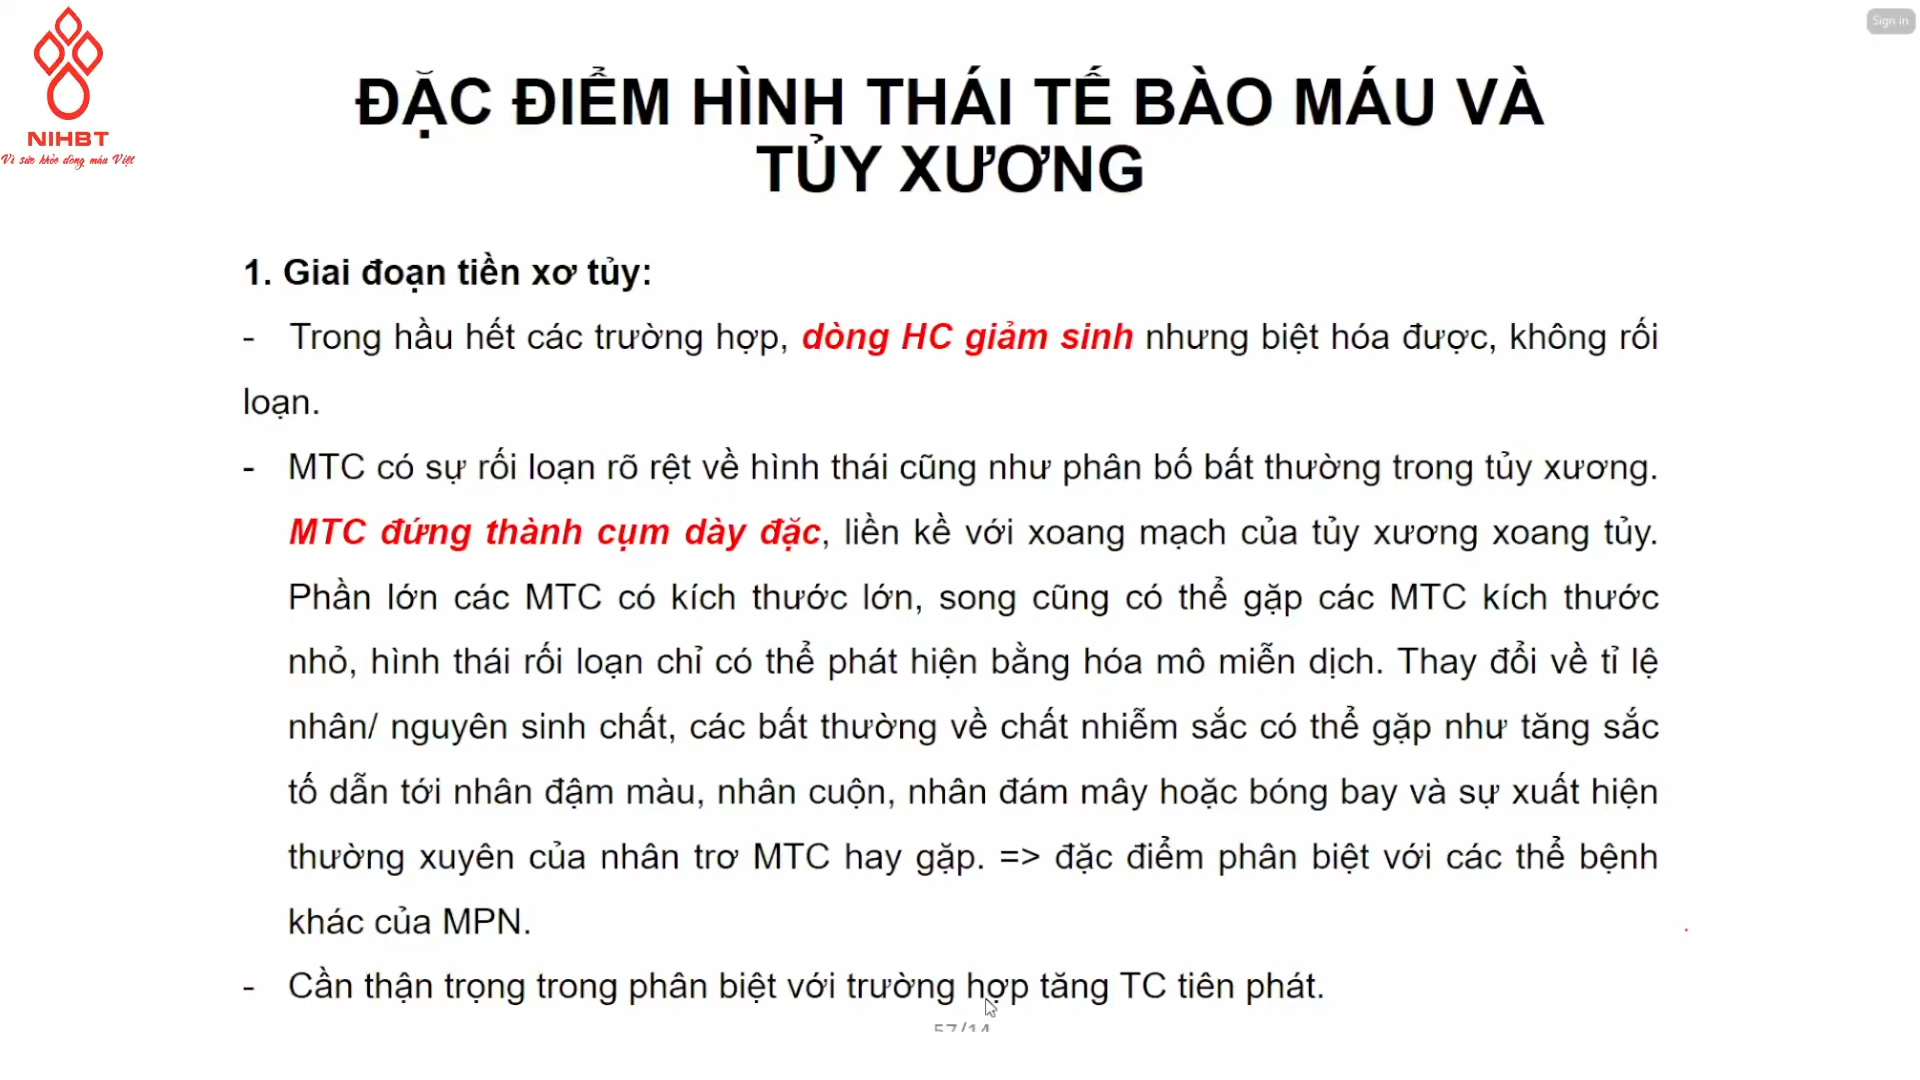 Sign in
NIHBT
Vì sức khỏe dòng máu Việt
ĐẶC ĐIỂM HÌNH THÁI TẾ BÀO MÁU VÀ
TỦY XƯƠNG
1. Giai đoạn tiền xơ tủy:
- Trong hầu hết các trường hợp, dòng HC giảm sinh nhưng biệt hóa được, không rối
loạn.
- MTC có sự rối loạn rõ rệt về hình thái cũng như phân bố bất thường trong tủy xương.
MTC đứng thành cụm dày đặc, liền kề với xoang mạch của tủy xương xoang tủy.
Phần lớn các MTC có kích thước lớn, song cũng có thể gặp các MTC kích thước
nhỏ, hình thái rối loạn chỉ có thể phát hiện bằng hóa mô miễn dịch. Thay đổi về tỉ lệ
nhân/ nguyên sinh chất, các bất thường về chất nhiễm sắc có thể gặp như tăng sắc
tố dẫn tới nhân đậm màu, nhân cuộn, nhân đám mây hoặc bóng bay và sự xuất hiện
thường xuyên của nhân trơ MTC hay gặp. => đặc điểm phân biệt với các thể bệnh
khác của MPN.
- Cần thận trọng trong phân biệt với trường hợp tăng TC tiên phát.
57/14